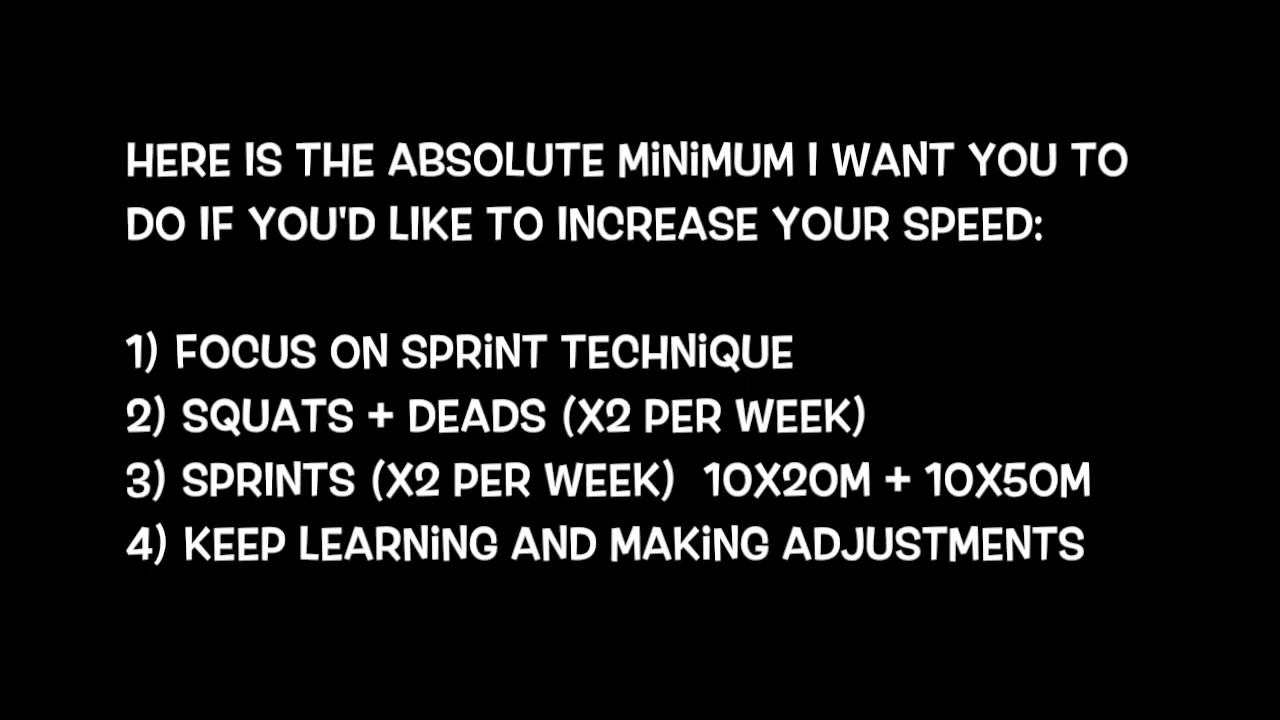 HERE IS THE ABSOLUTE MiNiMUM I WANT YOU TO
DO IF YOU'D LIKE TO INCREASE YOUR SPEED:
1) FOCUS ON SPRiNT TECHNiQUE
2) SQUATS + DEADS (X2 PER WEEK)
3) SPRINTS (X2 PER WEEK) 10X20M + 10X50M
4) KEEP LEARNiNG AND MAKiNG ADJUSTMENTS